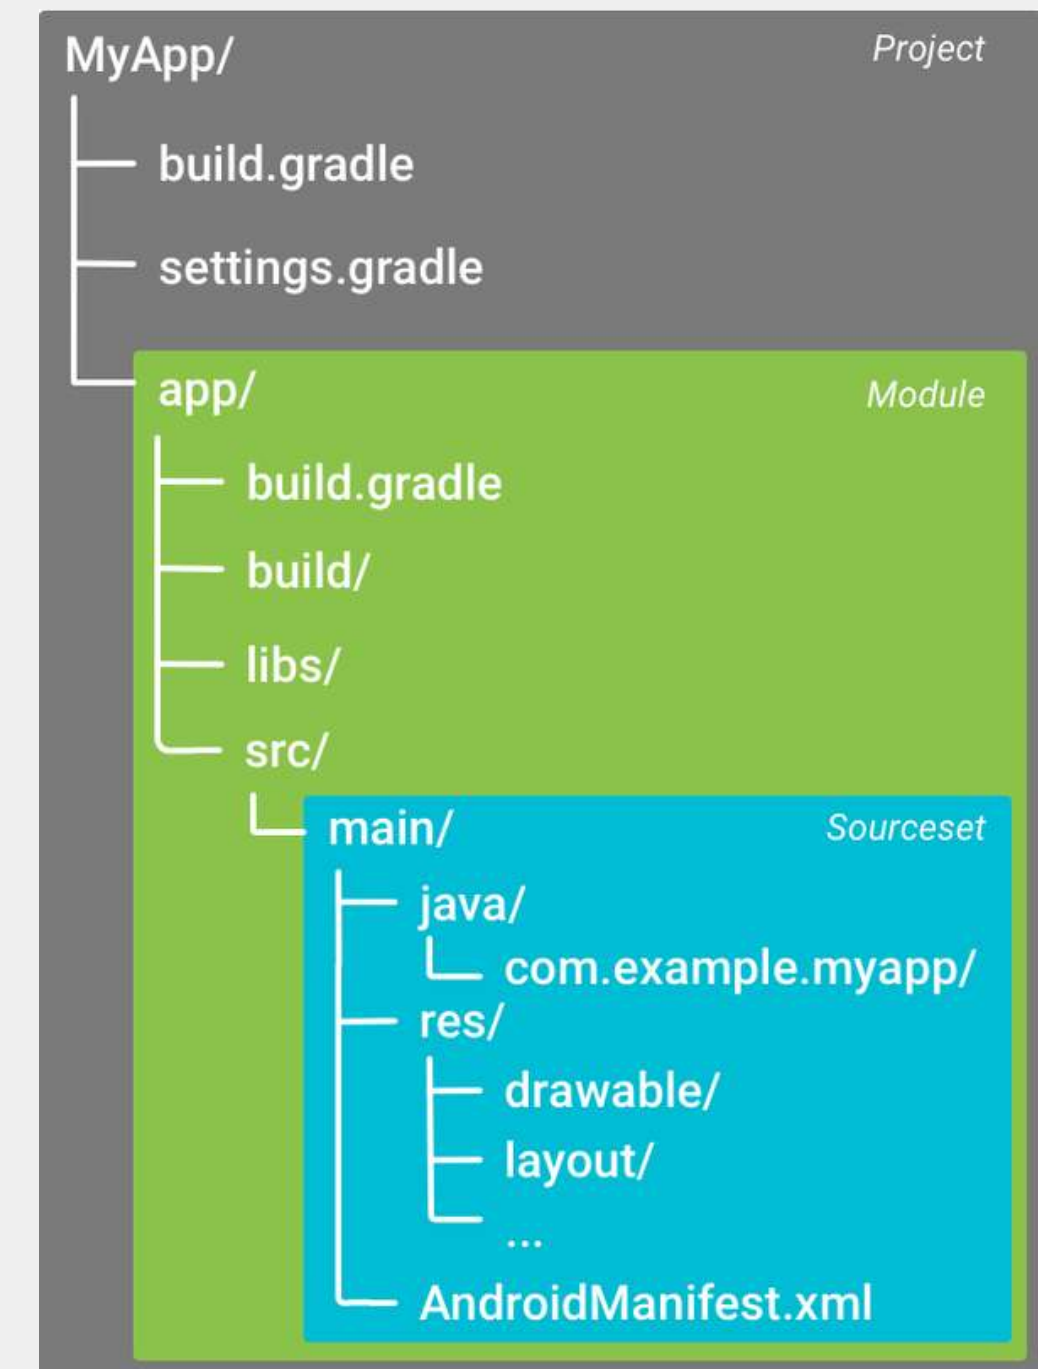 MyApp/ Project
build.gradle
settings.gradle
app/ Module
build.gradle
build/
libs/
src/
main/ Sourceset
java/
com.example.myapp/
res/
drawable/
layout/
...
AndroidManifest.xml